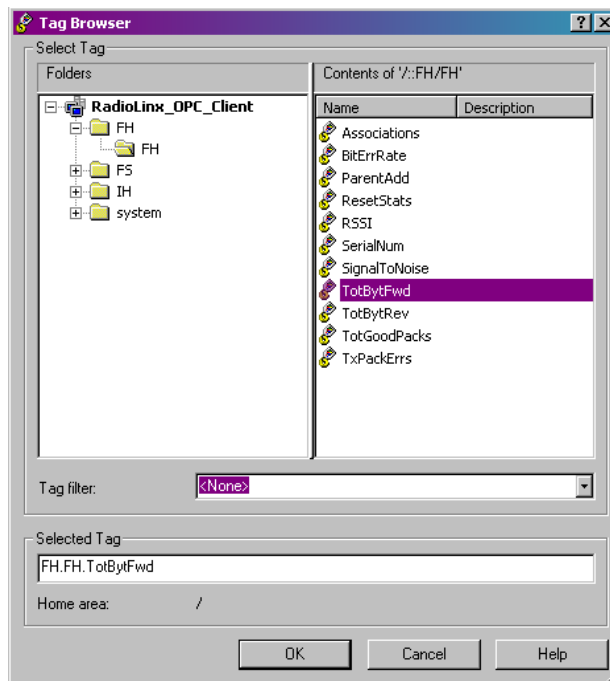 Tag Browser
Select Tag
Folders
Contents of '/::FH/FH'
RadioLinx_OPC_Client
FH
FH
FS
IH
system
Name Description
Associations
BitErrRate
ParentAdd
ResetStats
RSSI
SerialNum
SignalToNoise
TotBytFwd
TotBytRev
TotGoodPacks
TxPackErrs
Tag filter: <None>
Selected Tag
FH.FH.TotBytFwd
Home area: /
OK Cancel Help